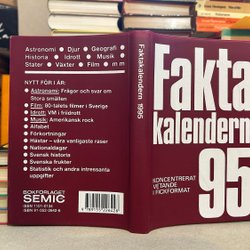 Astronomi • Djur • Geografi
Historia • Idrott • Musik
Stater • Växter • Film • m m
NYTT FÖR I ÅR:
• Astronomi: Frågor och svar om
Stora smällen
• Film: 80-talets filmer i Sverige
• Idrott: VM i friidrott
• Musik: Amerikansk rock
• Alfabet
• Förkortningar
• Hästar – våra vanligaste raser
• Nationaldagar
• Svensk historia
• Svenska frukter
• Statistik och andra intressanta
uppgifter
BOKFÖRLAGET
SEMIC
Faktakalendern 1995
Fakta
kalendern
95
KONCENTRERAT
VETANDE
I FICKFORMAT